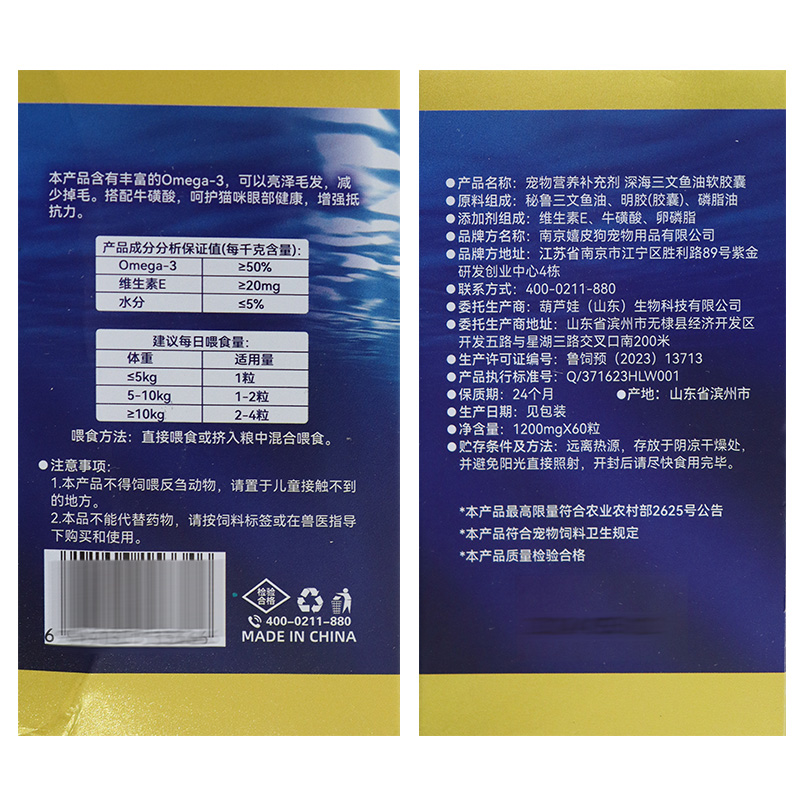 本产品含有丰富的Omega-3，可以亮泽毛发，减
少掉毛。搭配牛磺酸，呵护猫咪眼部健康，增强抵
抗力。
产品成分分析保证值(每千克含量):
Omega-3 ≥50%
维生素E ≥20mg
水分 ≤5%
建议每日喂食量:
体重 适用量
≤5kg 1粒
5-10kg 1-2粒
≥10kg 2-4粒
喂食方法：直接喂食或挤入粮中混合喂食。
●注意事项:
1.本产品不得饲喂反刍动物，请置于儿童接触不到
的地方。
2.本品不能代替药物，请按饲料标签或在兽医指导
下购买和使用。
6
检验
合格
400-0211-880
MADE IN CHINA
●产品名称：宠物营养补充剂 深海三文鱼油软胶囊
●原料组成：秘鲁三文鱼油、明胶(胶囊)、磷脂油
●添加剂组成：维生素E、牛磺酸、卵磷脂
●品牌方名称：南京嬉皮狗宠物用品有限公司
●品牌方地址：江苏省南京市江宁区胜利路89号紫金
研发创业中心4栋
●联系方式：400-0211-880
●委托生产商：葫芦娃（山东）生物科技有限公司
●委托生产商地址：山东省滨州市无棣县经济开发区
开发五路与星湖三路交叉口南200米
●生产许可证编号：鲁饲预（2023）13713
●产品执行标准号：Q/371623HLW001
●保质期：24个月 ●产地：山东省滨州市
●生产日期：见包装
●净含量：1200mgX60粒
●贮存条件及方法：远离热源，存放于阴凉干燥处，
并避免阳光直接照射，开封后请尽快食用完毕。
*本产品最高限量符合农业农村部2625号公告
*本产品符合宠物饲料卫生规定
*本产品质量检验合格